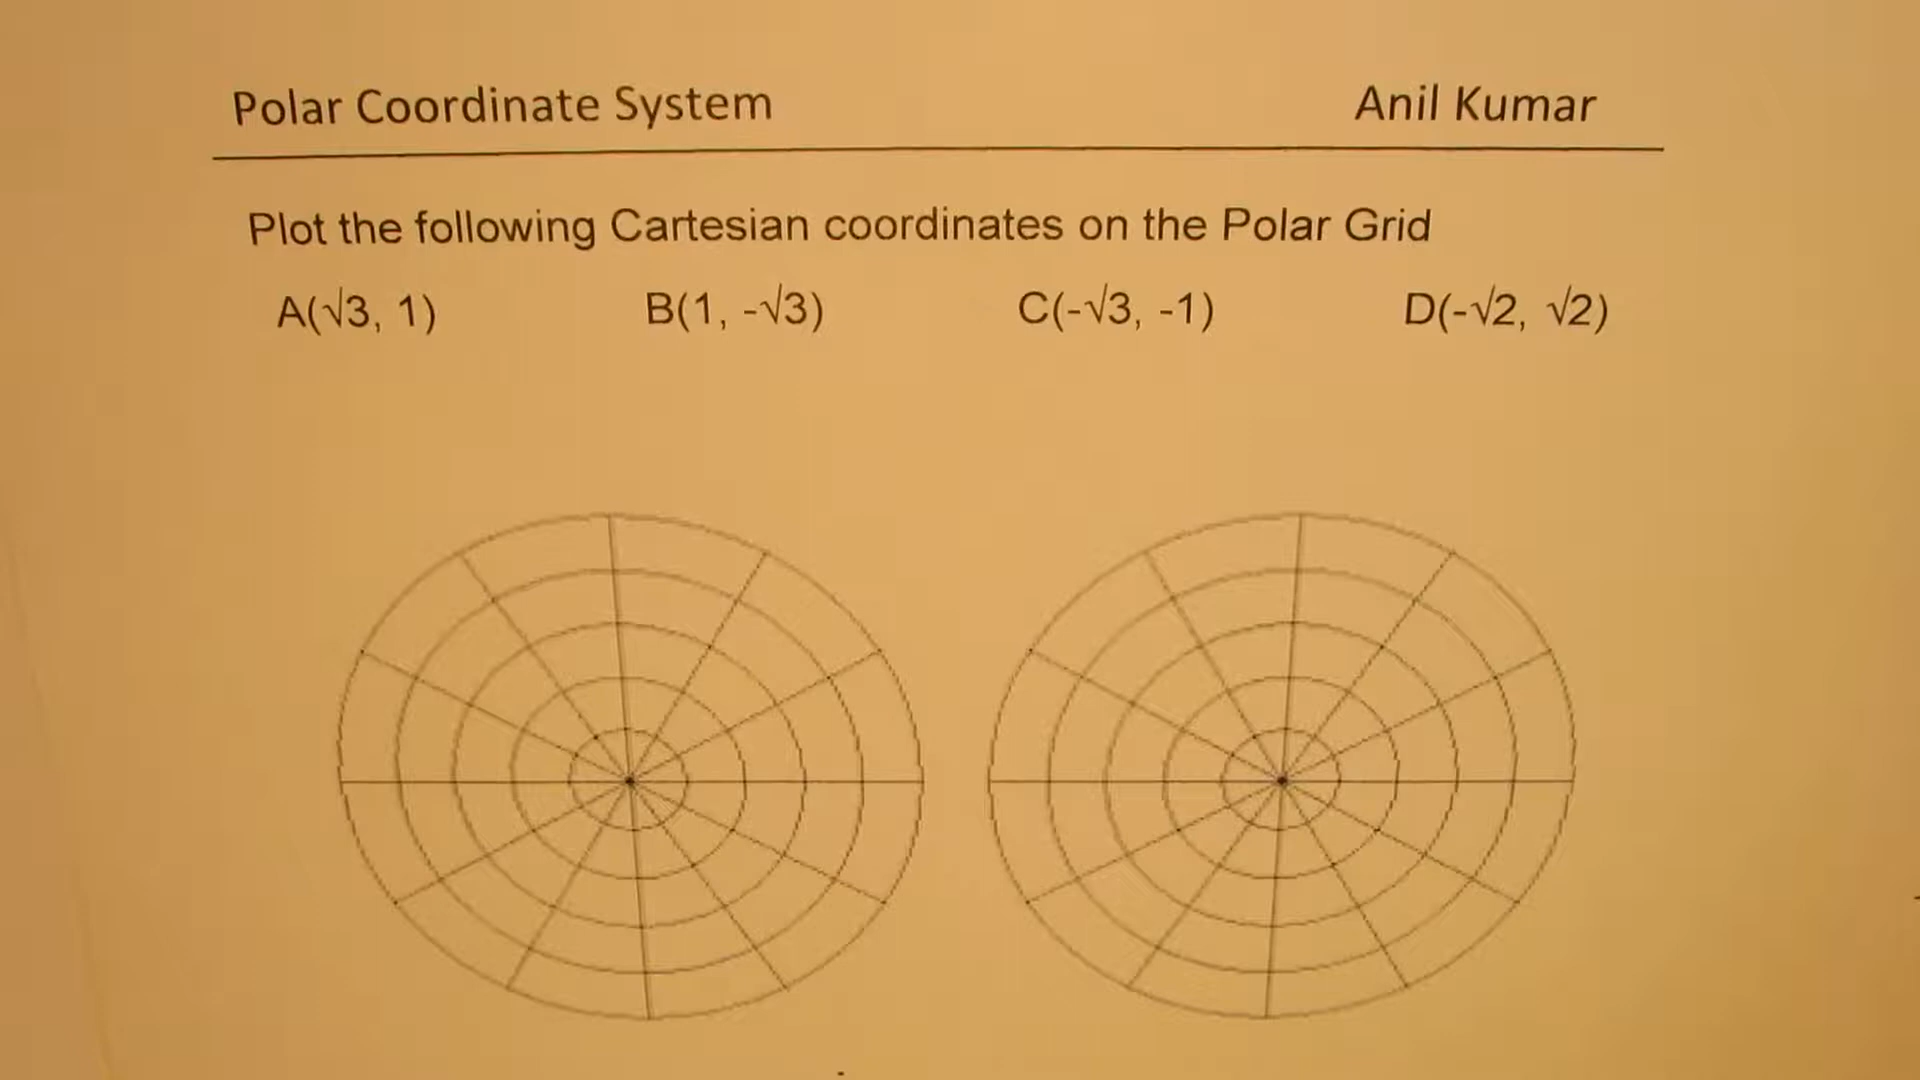 Polar Coordinate System Anil Kumar
Plot the following Cartesian coordinates on the Polar Grid
A(√3, 1) B(1, -√3) C(-√3, -1) D(-√2, √2)